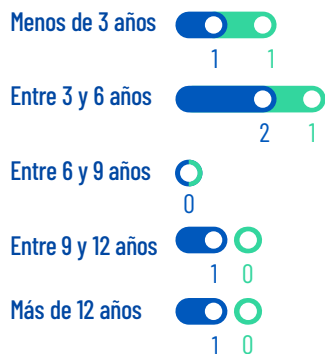 Menos de 3 años
1 1
Entre 3 y 6 años
2 1
Entre 6 y 9 años
0
Entre 9 y 12 años
1 0
Más de 12 años
1 0